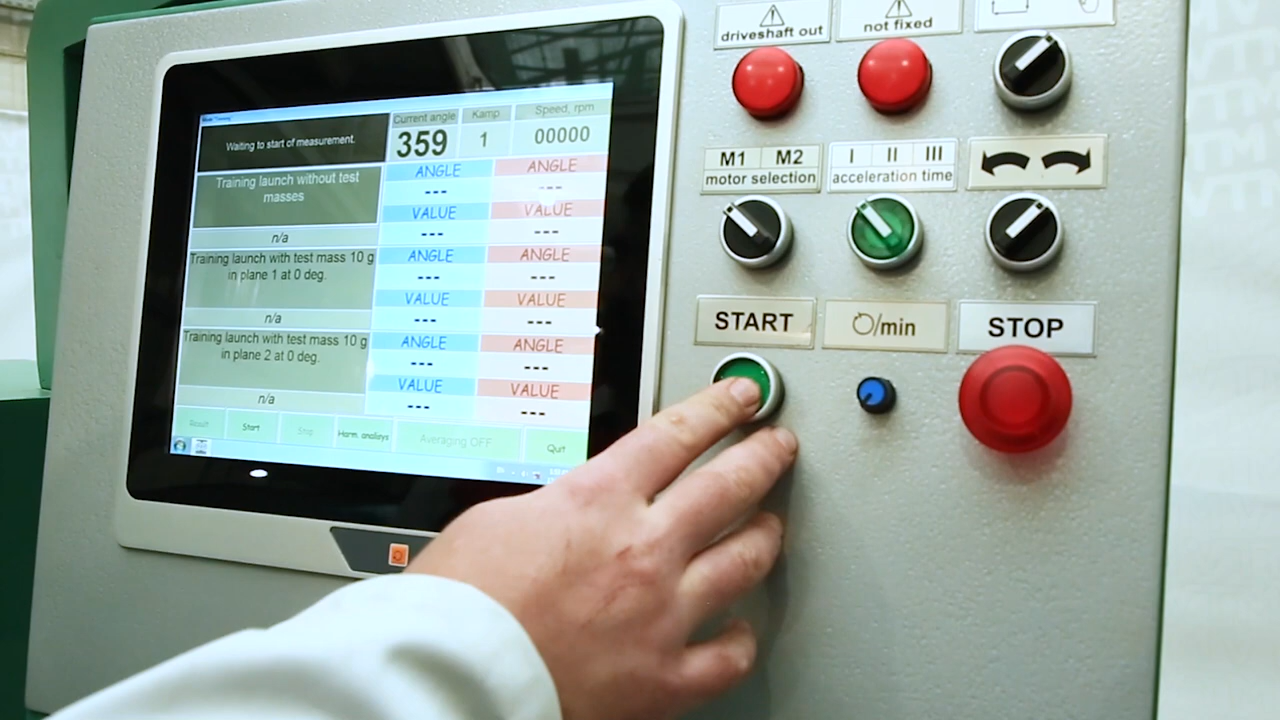 Waiting to start of measurement.
Current angle
359
Kamp
1
Speed, rpm
00000
Training launch without test
masses
n/a
ANGLE
---
ANGLE
---
VALUE
---
VALUE
---
Training launch with test mass 10 g
in plane 1 at 0 deg.
n/a
ANGLE
---
ANGLE
---
VALUE
---
VALUE
---
Training launch with test mass 10 g
in plane 2 at 0 deg.
n/a
ANGLE
---
ANGLE
---
VALUE
---
VALUE
---
Result
Start
Stop
Harm. analisys
Averaging OFF
Quit
driveshaft out
not fixed
M1 M2
motor selection
I II III
acceleration time
START
/min
STOP